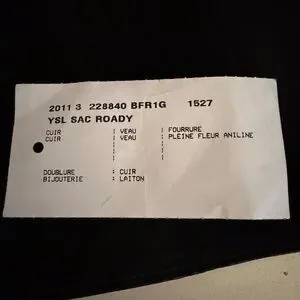 2011 3 228840 BFR1G 1527
YSL SAC ROADY
CUIR | VEAU | FOURRURE
CUIR | VEAU | PLEINE FLEUR ANILINE
DOUBLURE : CUIR
BIJOUTERIE : LAITON